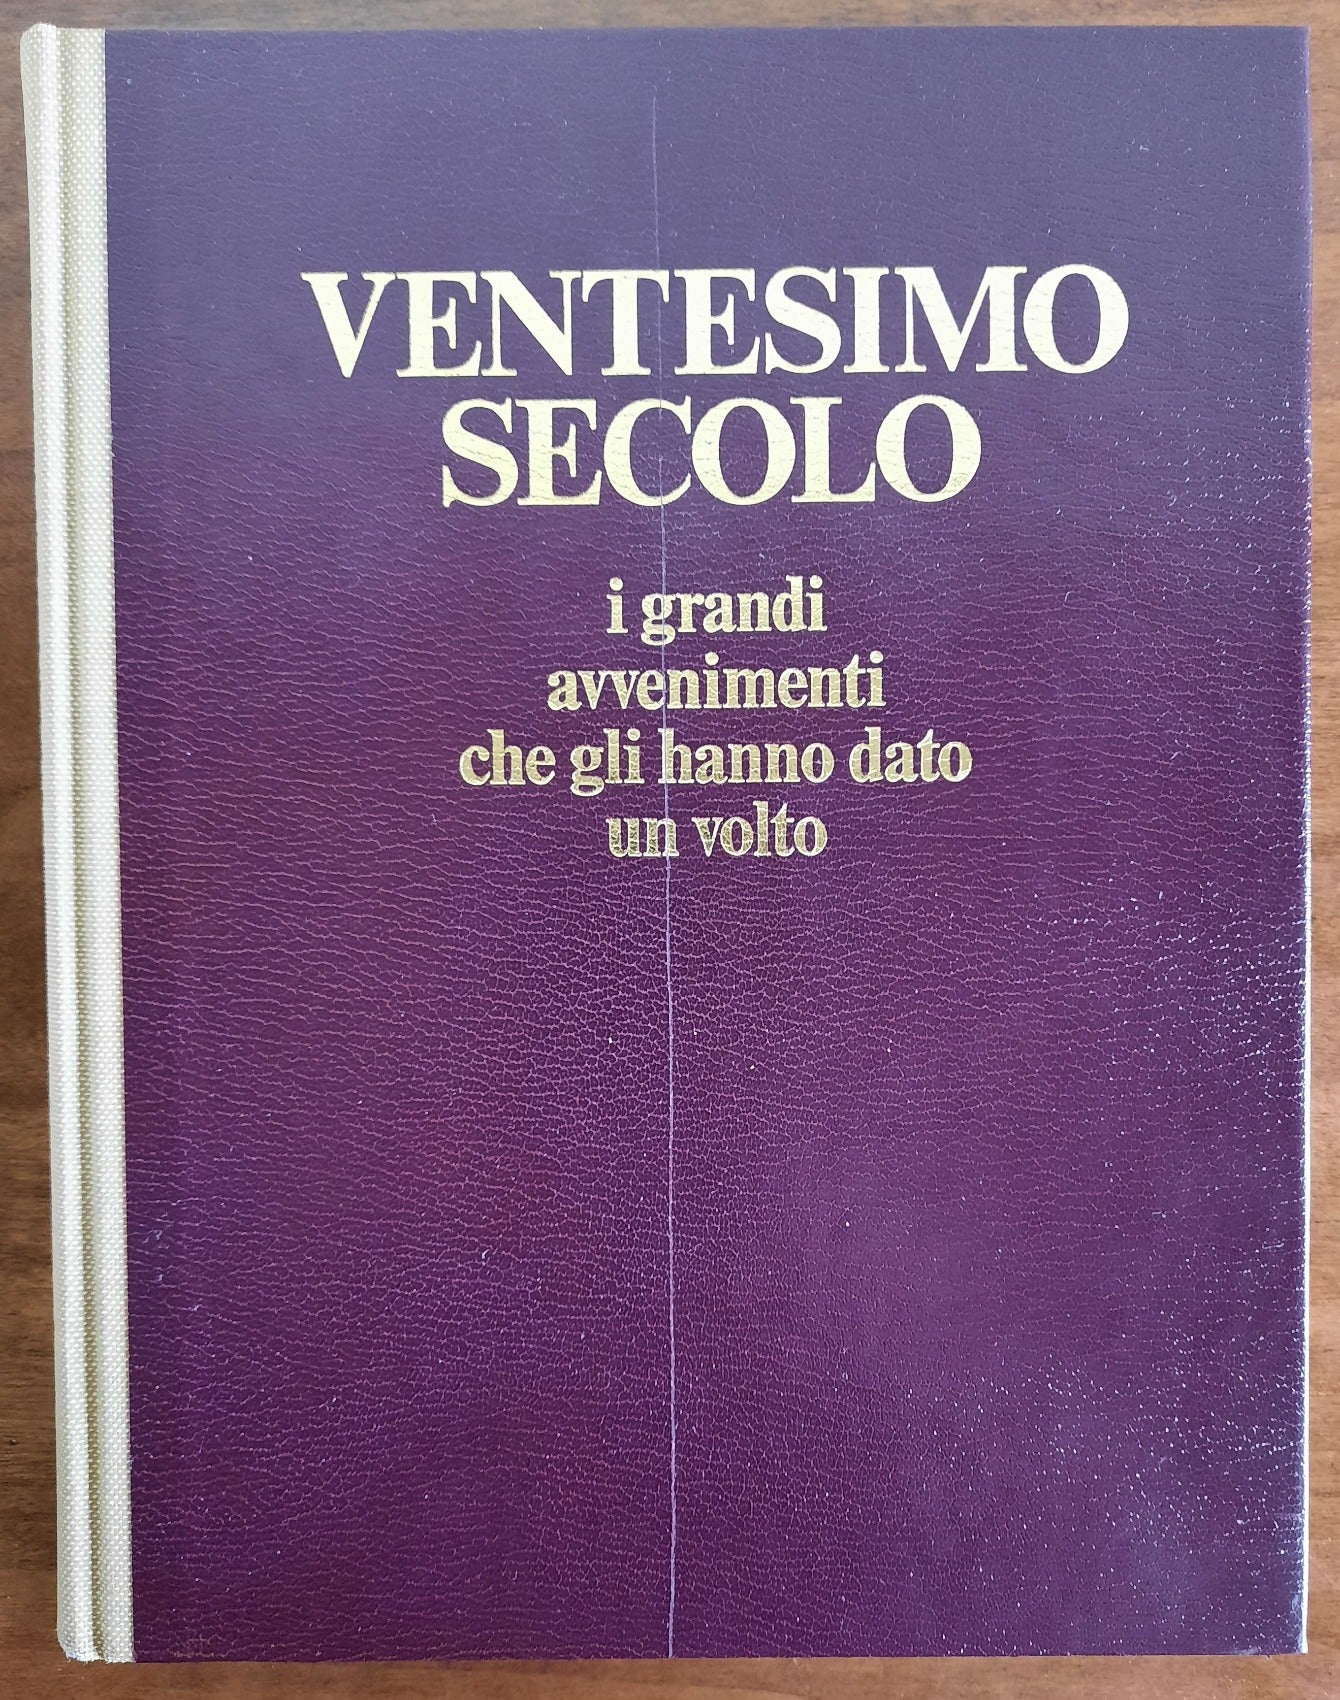 VENTESIMO
SECOLO
i grandi
avvenimenti
che gli hanno dato
un volto